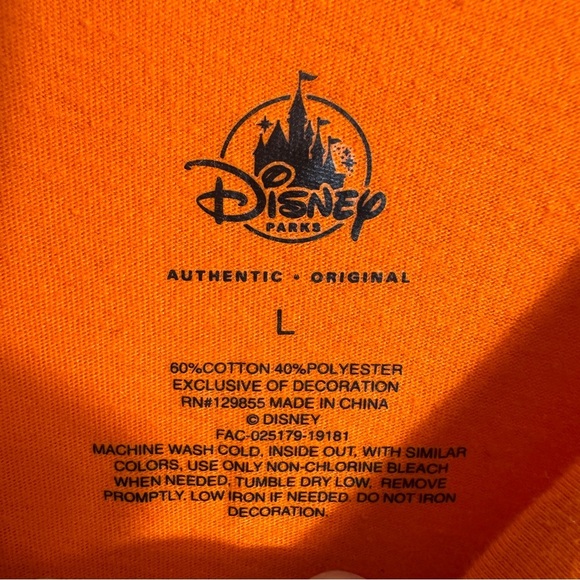 Disney
PARKS
AUTHENTIC • ORIGINAL
L
60%COTTON 40%POLYESTER
EXCLUSIVE OF DECORATION
RN#129855 MADE IN CHINA
© DISNEY
FAC-025179-19181
MACHINE WASH COLD, INSIDE OUT, WITH SIMILAR
COLORS, USE ONLY NON-CHLORINE BLEACH
WHEN NEEDED, TUMBLE DRY LOW, REMOVE
PROMPTLY, LOW IRON IF NEEDED. DO NOT IRON
DECORATION.